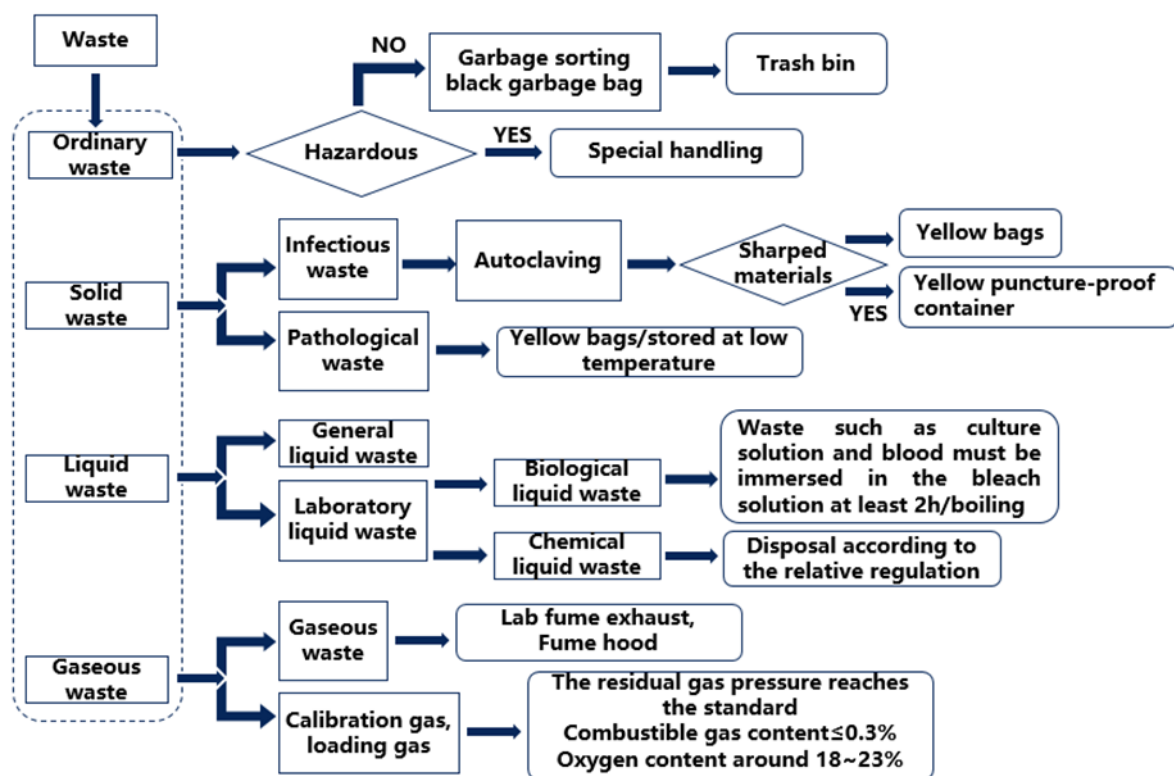 Waste
NO
Garbage sorting
black garbage bag
Trash bin
Ordinary
waste
Hazardous
YES
Special handling
Solid
waste
Infectious
waste
Autoclaving
Sharped
materials
Yellow bags
YES
Yellow puncture-proof
container
Pathological
waste
Yellow bags/stored at low
temperature
Liquid
waste
General
liquid waste
Laboratory
liquid waste
Biological
liquid waste
Waste such as culture
solution and blood must be
immersed in the bleach
solution at least 2h/boiling
Chemical
liquid waste
Disposal according to
the relative regulation
Gaseous
waste
Gaseous
waste
Lab fume exhaust,
Fume hood
Calibration gas,
loading gas
The residual gas pressure reaches
the standard
Combustible gas content≤0.3%
Oxygen content around 18~23%